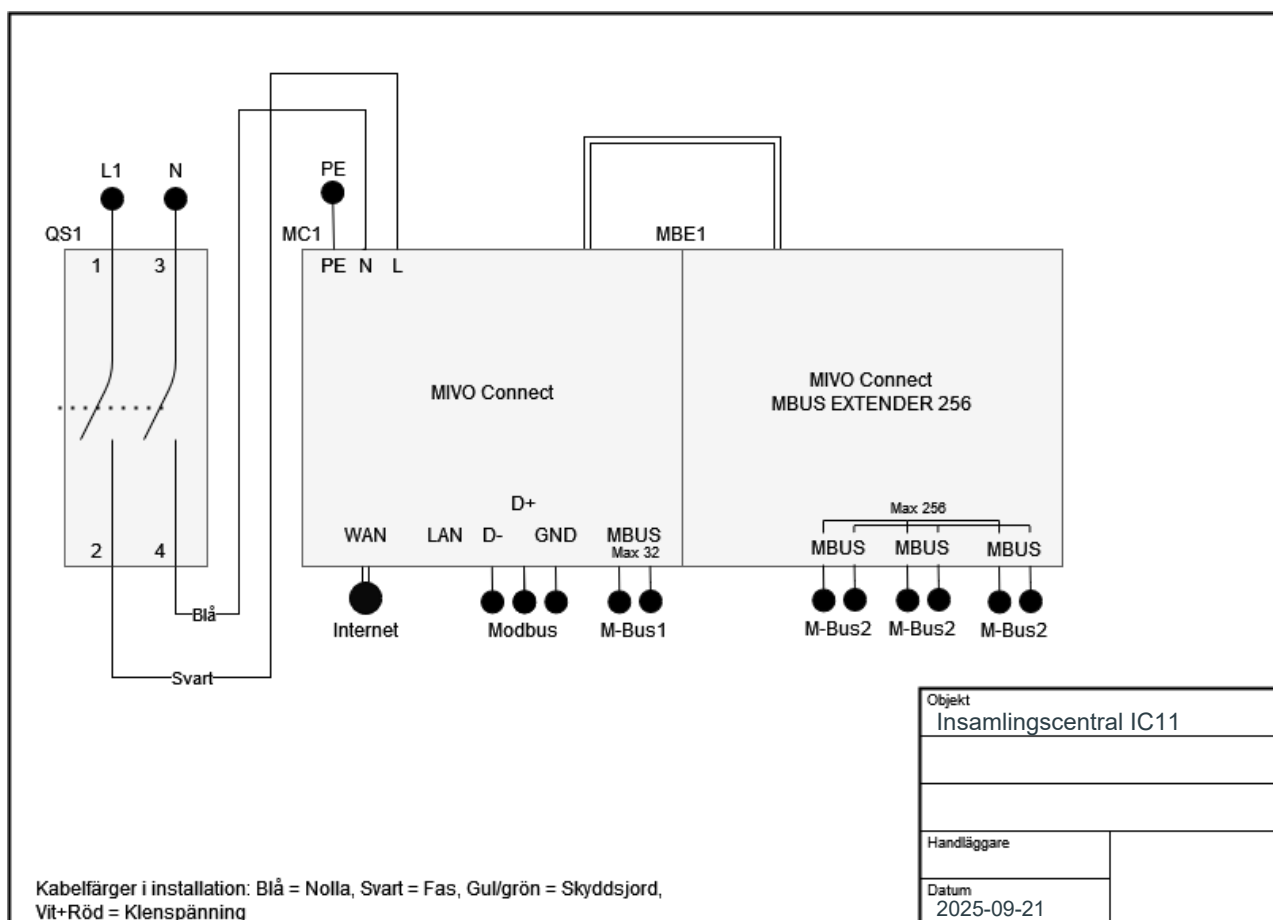 L1
N
PE
QS1
MC1
MBE1
1
3
PE
N
L
MIVO Connect
MIVO Connect
MBUS EXTENDER 256
D+
Max 256
WAN
LAN
D-
GND
MBUS
Max 32
MBUS
MBUS
MBUS
2
4
Blå
Internet
Modbus
M-Bus1
M-Bus2
M-Bus2
M-Bus2
Svart
Objekt
Insamlingscentral IC11
Handläggare
Datum
2025-09-21
Kabelfärger i installation: Blå = Nolla, Svart = Fas, Gul/grön = Skyddsjord,
Vit+Röd = Klenspänning